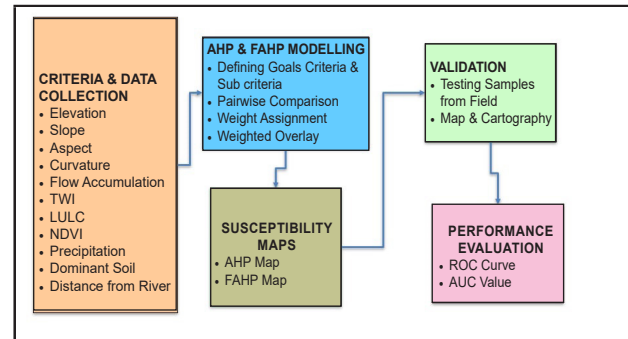 CRITERIA & DATA
COLLECTION
• Elevation
• Slope
• Aspect
• Curvature
• Flow Accumulation
• TWI
• LULC
• NDVI
• Precipitation
• Dominant Soil
• Distance from River
AHP & FAHP MODELLING
• Defining Goals Criteria &
Sub criteria
• Pairwise Comparison
• Weight Assignment
• Weighted Overlay
SUSCEPTIBILITY
MAPS
• AHP Map
• FAHP Map
VALIDATION
• Testing Samples
from Field
• Map & Cartography
PERFORMANCE
EVALUATION
• ROC Curve
• AUC Value